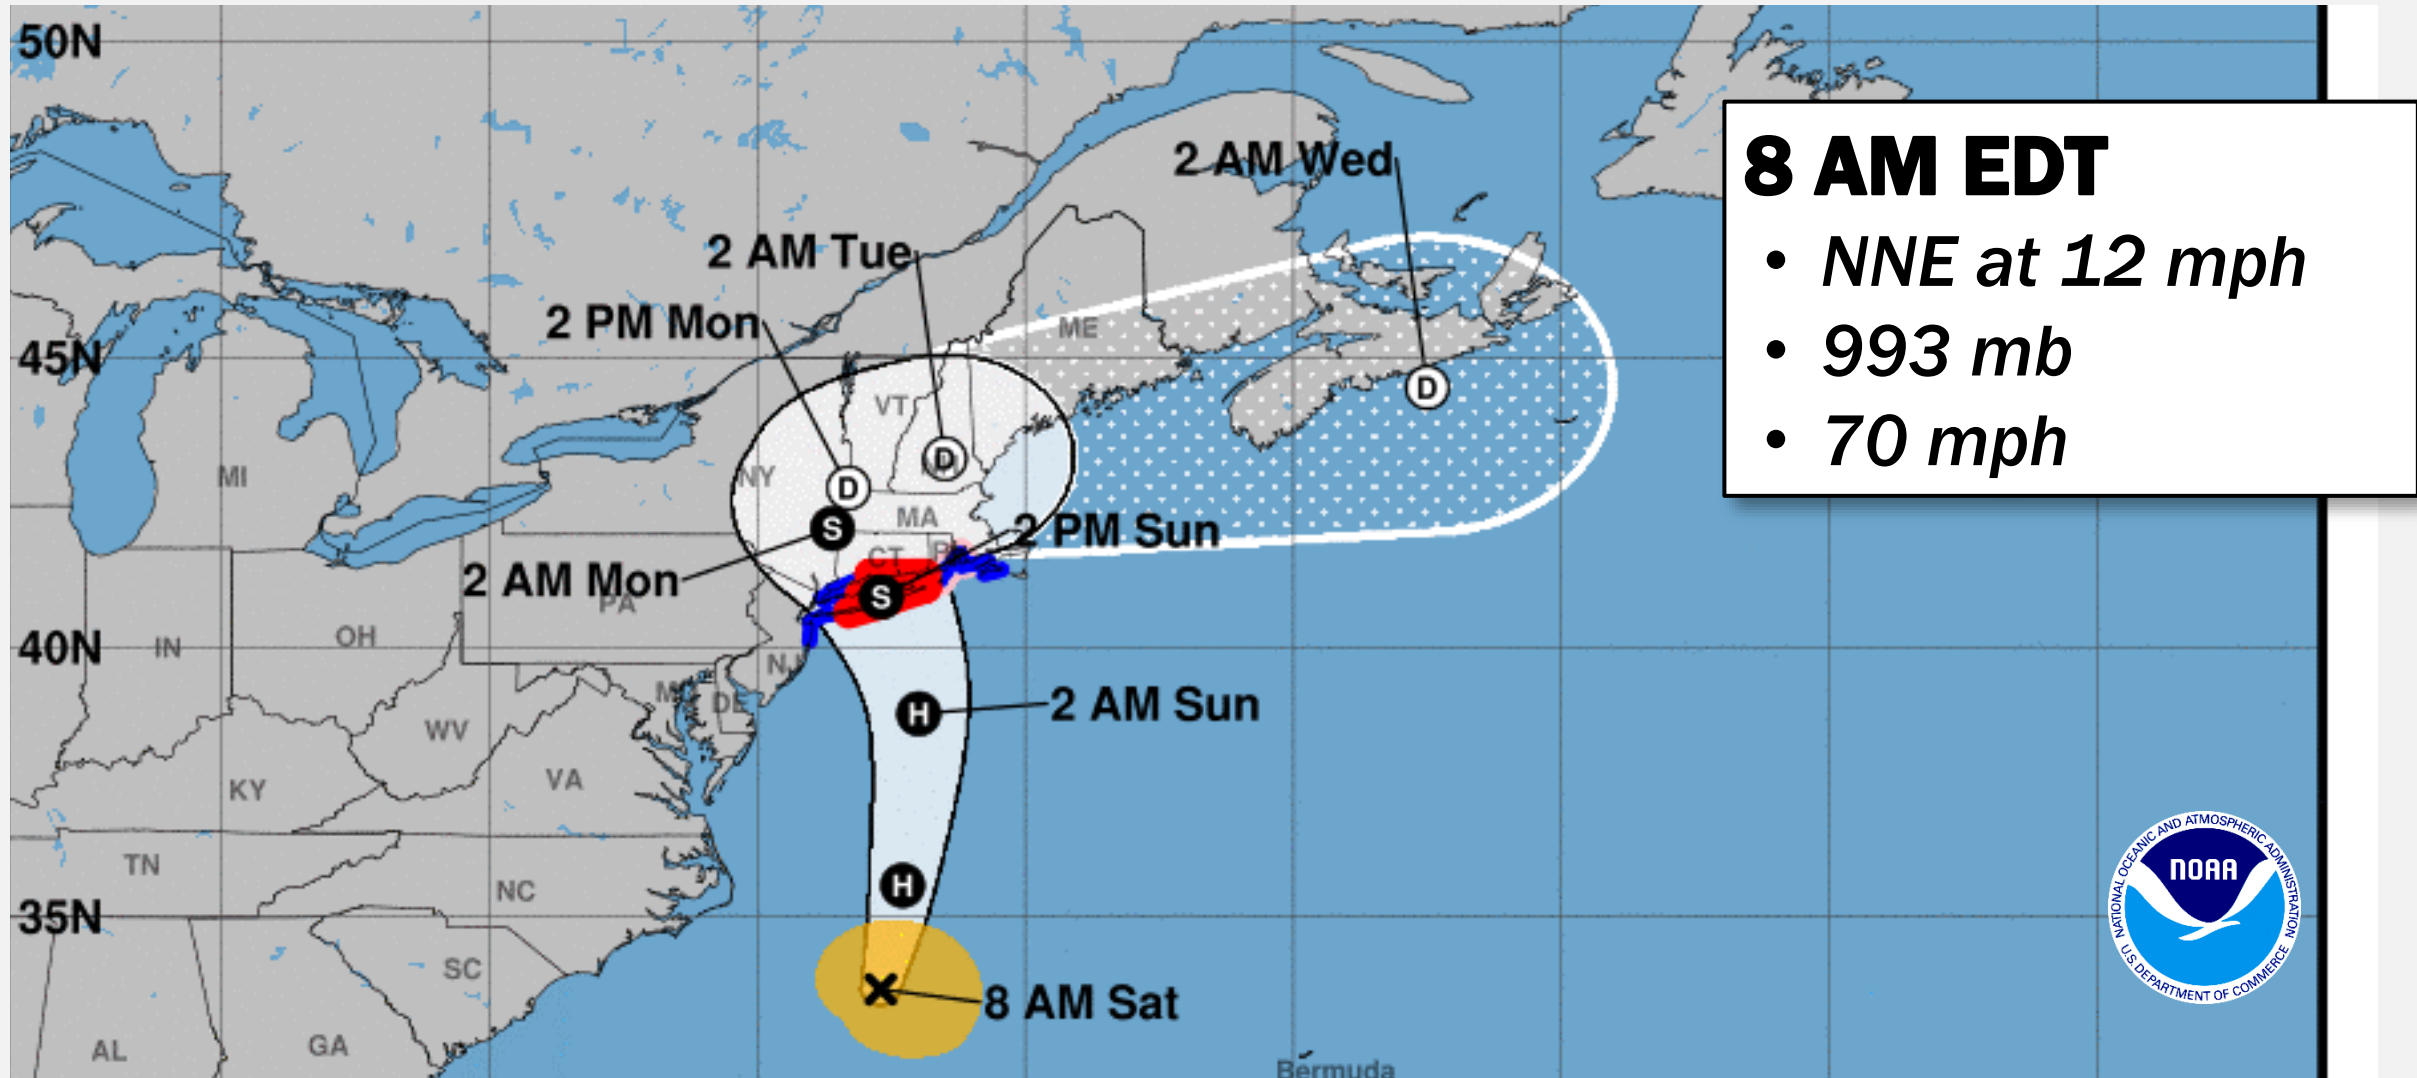 50N
8 AM EDT
2 AM Wed
• NNE at 12 mph
2 AM Tue
2 PM Mon
ME
• 993 mb
45N
D
VT
• 70 mph
D
MI
NY
D
MA
S
2 PM Sun
CT
2 AM Mon
S
PA
OH
IN
40N
NJ
DE
2 AM Sun
H
WV
VA
KY
TN
NC
H
35N
SC
8 AM Sat
GA
AL
Bermuda
NATIONAL OCEANIC AND ATMOSPHERIC ADMINISTRATION
NOAA
U.S. DEPARTMENT OF COMMERCE